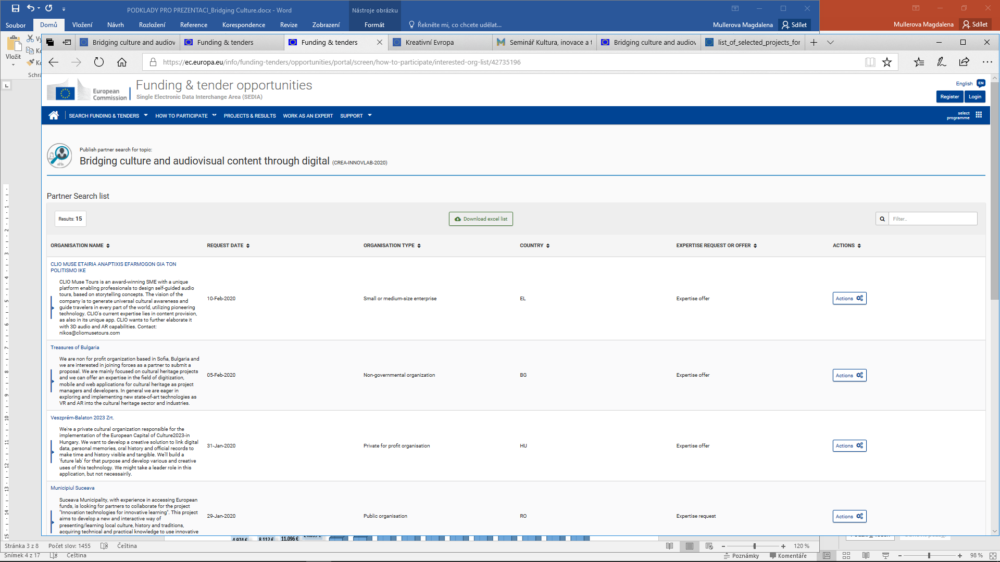 PODKLADY PRO PREZENTACI_Bridging Culture.docx - Word
Nástroje obrázku
Soubor
Domů
Vložení
Návrh
Rozložení
Reference
Korespondence
Revize
Zobrazení
Formát
Řekněte mi, co chcete udělat...
Mullerova Magdalena
Sdílet
Mullerova Magdalena
Sdílet
Vložit
Bridging culture and audiov
Funding & tenders
Funding & tenders
Kreativní Evropa
Seminář Kultura, inovace a t
Bridging culture and audiov
list_of_selected_projects_for
https://ec.europa.eu/info/funding-tenders/opportunities/portal/screen/how-to-participate/interested-org-list/42735196
European
Commission
Funding & tender opportunities
Single Electronic Data Interchange Area (SEDIA)
English EN
Register
Login
SEARCH FUNDING & TENDERS
HOW TO PARTICIPATE
PROJECTS & RESULTS
WORK AS AN EXPERT
SUPPORT
select
programme
Publish partner search for topic:
Bridging culture and audiovisual content through digital (CREA-INNOVLAB-2020)
Partner Search list
Results: 15
Download excel list
Filter..
ORGANISATION NAME
REQUEST DATE
ORGANISATION TYPE
COUNTRY
EXPERTISE REQUEST OR OFFER
ACTIONS
CLIO MUSE ETAIRIA ANAPTIXIS EFARMOGON GIA TON
POLITISMO IKE
CLIO Muse Tours is an award-winning SME with a unique
platform enabling professionals to design self-guided audio
tours, based on storytelling concepts. The vision of the
company is to generate universal cultural awareness and
guide travelers in every part of the world, utilizing pioneering
technology. CLIO's current expertise lies in content provision,
as also in its unique app. CLIO wants to further elaborate it
with 3D audio and AR capabilities. Contact:
nikos@cliomusetours.com
10-Feb-2020
Small or medium-size enterprise
EL
Expertise offer
Actions
Treasures of Bulgaria
We are non for profit organization based in Sofia, Bulgaria and
we are interested in joining forces as a partner to submit a
proposal. We are mainly focused on cultural heritage projects
and we can offer an expertise in the field of digitization,
mobile and web applications for cultural heritage as project
managers and developers. In general we are eager in
exploring and implementing new state-of-art technologies as
VR and AR into the cultural heritage sector and industries.
05-Feb-2020
Non-governmental organization
BG
Expertise offer
Actions
Veszprém-Balaton 2023 Zrt.
We're a private cultural organization responsible for the
implementation of the European Capital of Culture2023-in
Hungary. We want to develop a creative solution to link digital
data, personal memories, oral history and official records to
make time and history visible and tangible. We'll build a
'future lab' for that purpose and develop various and creative
uses of this technology. We might take a leader role in this
application, but not necessairily.
31-Jan-2020
Private for profit organisation
HU
Expertise offer
Actions
Municipiul Suceava
Suceava Municipality, with experience in accessing European
funds, is looking for partners to collaborate for the project
"Innovation technologies for innovative learning". This project
aims to develop a new and interactive way of
presenting/learning local culture, history and traditions,
acquiring technical and practical knowledge to use innovative
29-Jan-2020
Public organisation
RO
Expertise request
Actions
4.974 €
8.112 €
11.096 €
Stránka 3 z 8
Počet slov: 1455
Čeština
120 %
Snímek 4 z 17
Čeština
Poznámky
Komentáře
98 %